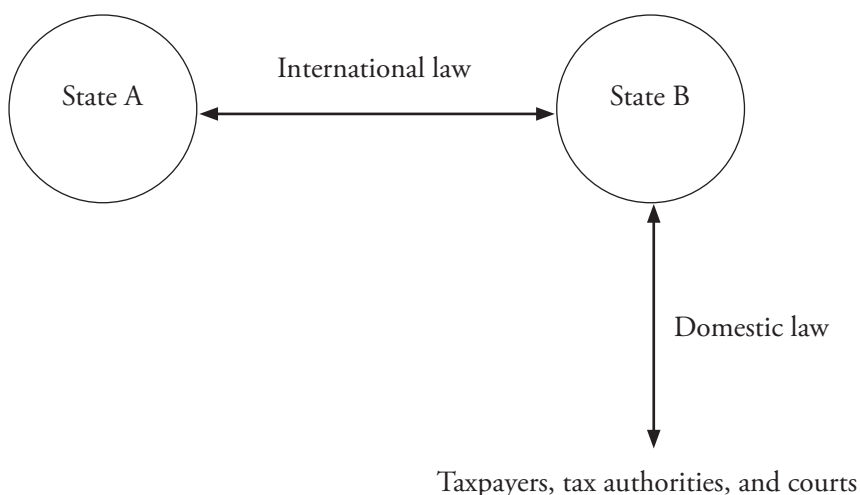 International law
State A
State B
Domestic law
Taxpayers, tax authorities, and courts